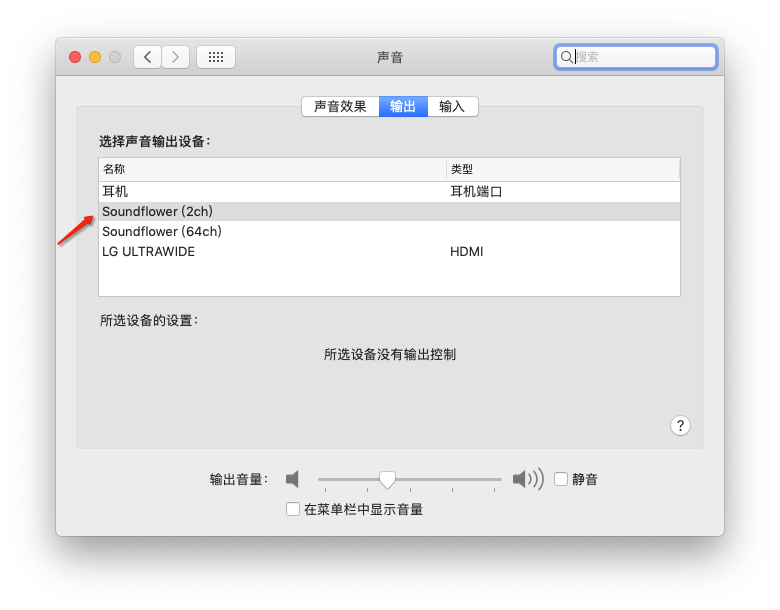 声音
搜索
声音效果 输出 输入
选择声音输出设备：
名称 类型
耳机 耳机端口
Soundflower (2ch)
Soundflower (64ch)
LG ULTRAWIDE HDMI
所选设备的设置：
所选设备没有输出控制
?
输出音量： 静音
在菜单栏中显示音量